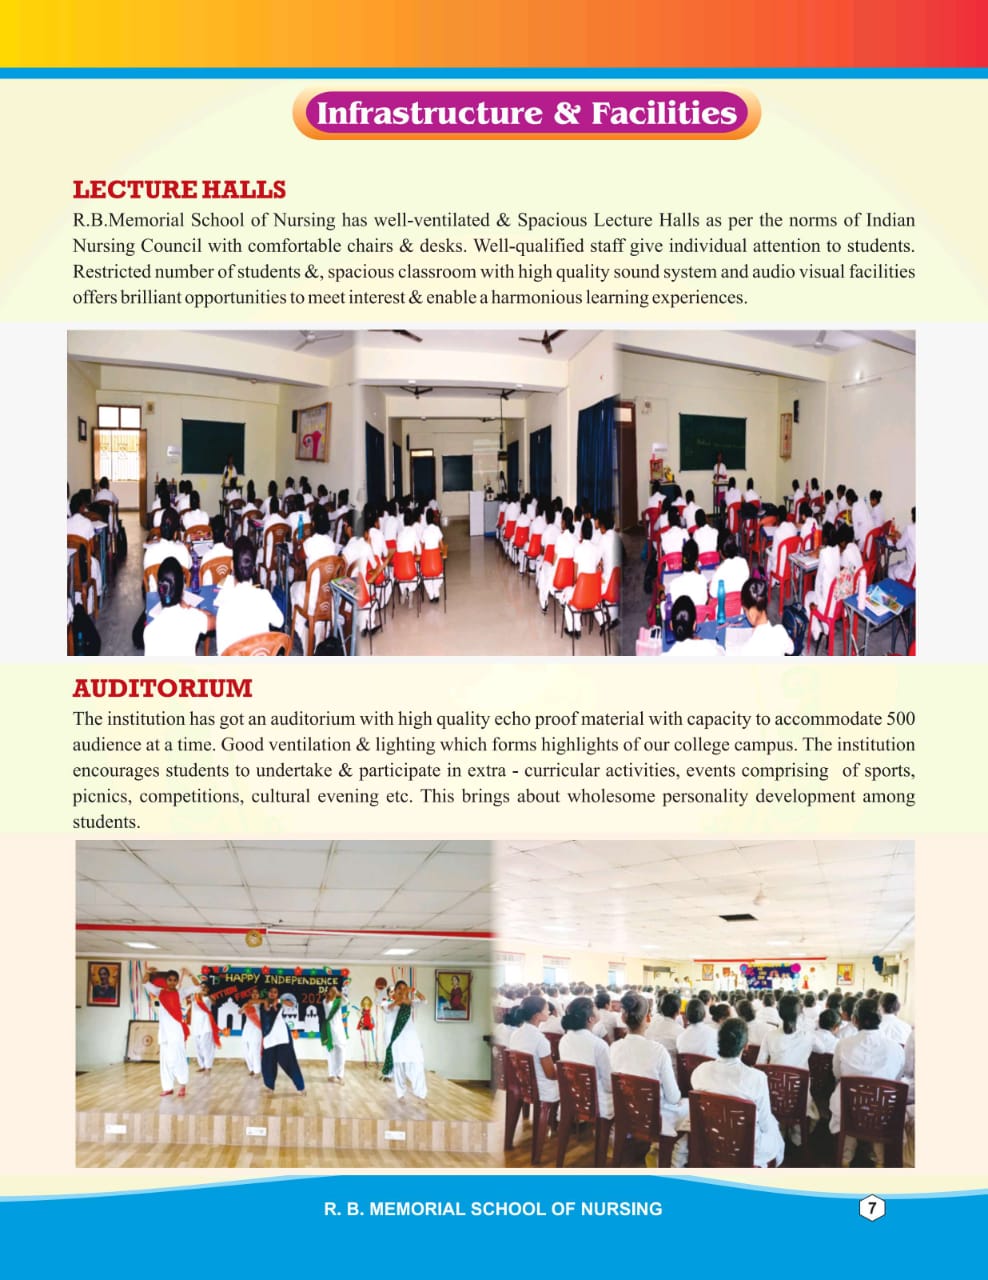 Infrastructure & Facilities
LECTURE HALLS
R.B.Memorial School of Nursing has well-ventilated & Spacious Lecture Halls as per the norms of Indian
Nursing Council with comfortable chairs & desks. Well-qualified staff give individual attention to students.
Restricted number of students &, spacious classroom with high quality sound system and audio visual facilities
offers brilliant opportunities to meet interest & enable a harmonious learning experiences.
AUDITORIUM
The institution has got an auditorium with high quality echo proof material with capacity to accommodate 500
audience at a time. Good ventilation & lighting which forms highlights of our college campus. The institution
encourages students to undertake & participate in extra - curricular activities, events comprising of sports,
picnics, competitions, cultural evening etc. This brings about wholesome personality development among
students.
HAPPY INDEPENDENCE
R. B. MEMORIAL SCHOOL OF NURSING
7